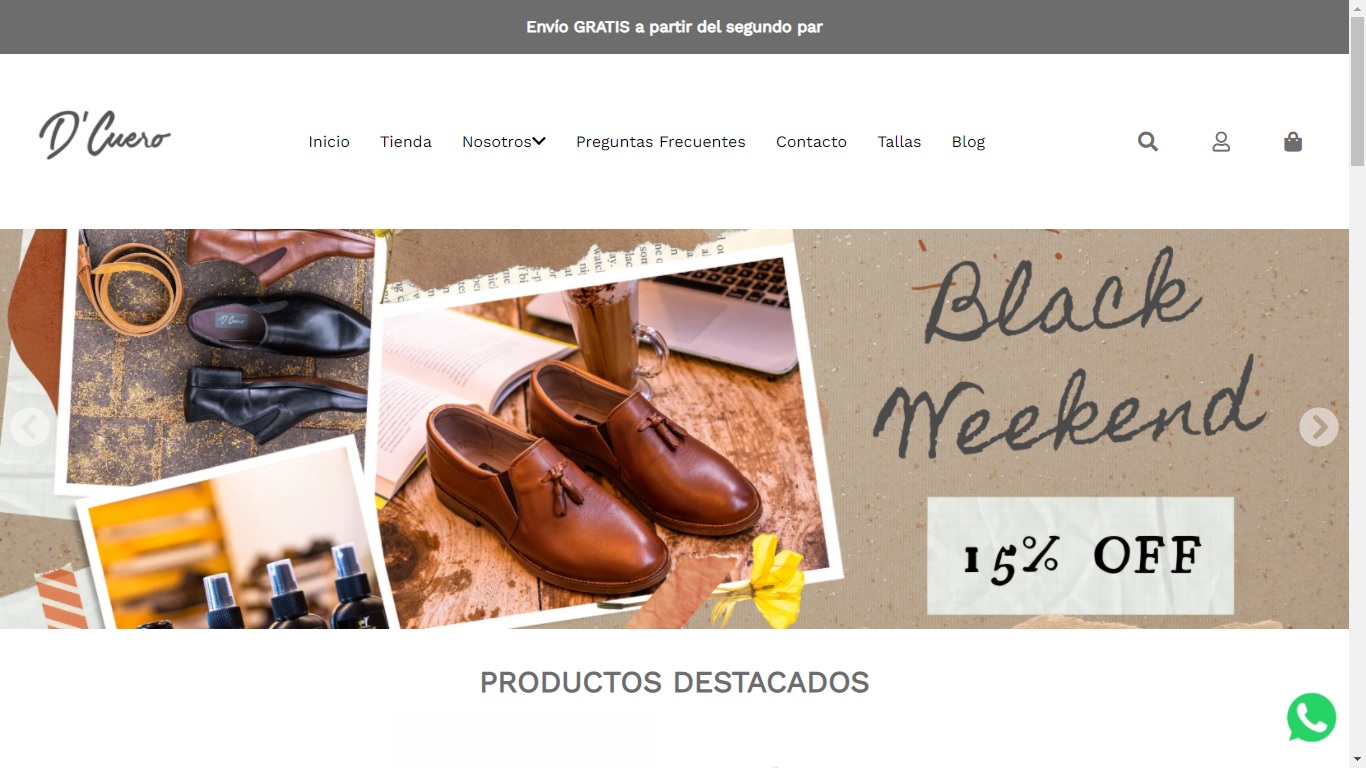 Envío GRATIS a partir del segundo par
D'Cuero
Inicio Tienda Nosotros Preguntas Frecuentes Contacto Tallas Blog
D'Cuero
Black
Weekend
15% OFF
PRODUCTOS DESTACADOS